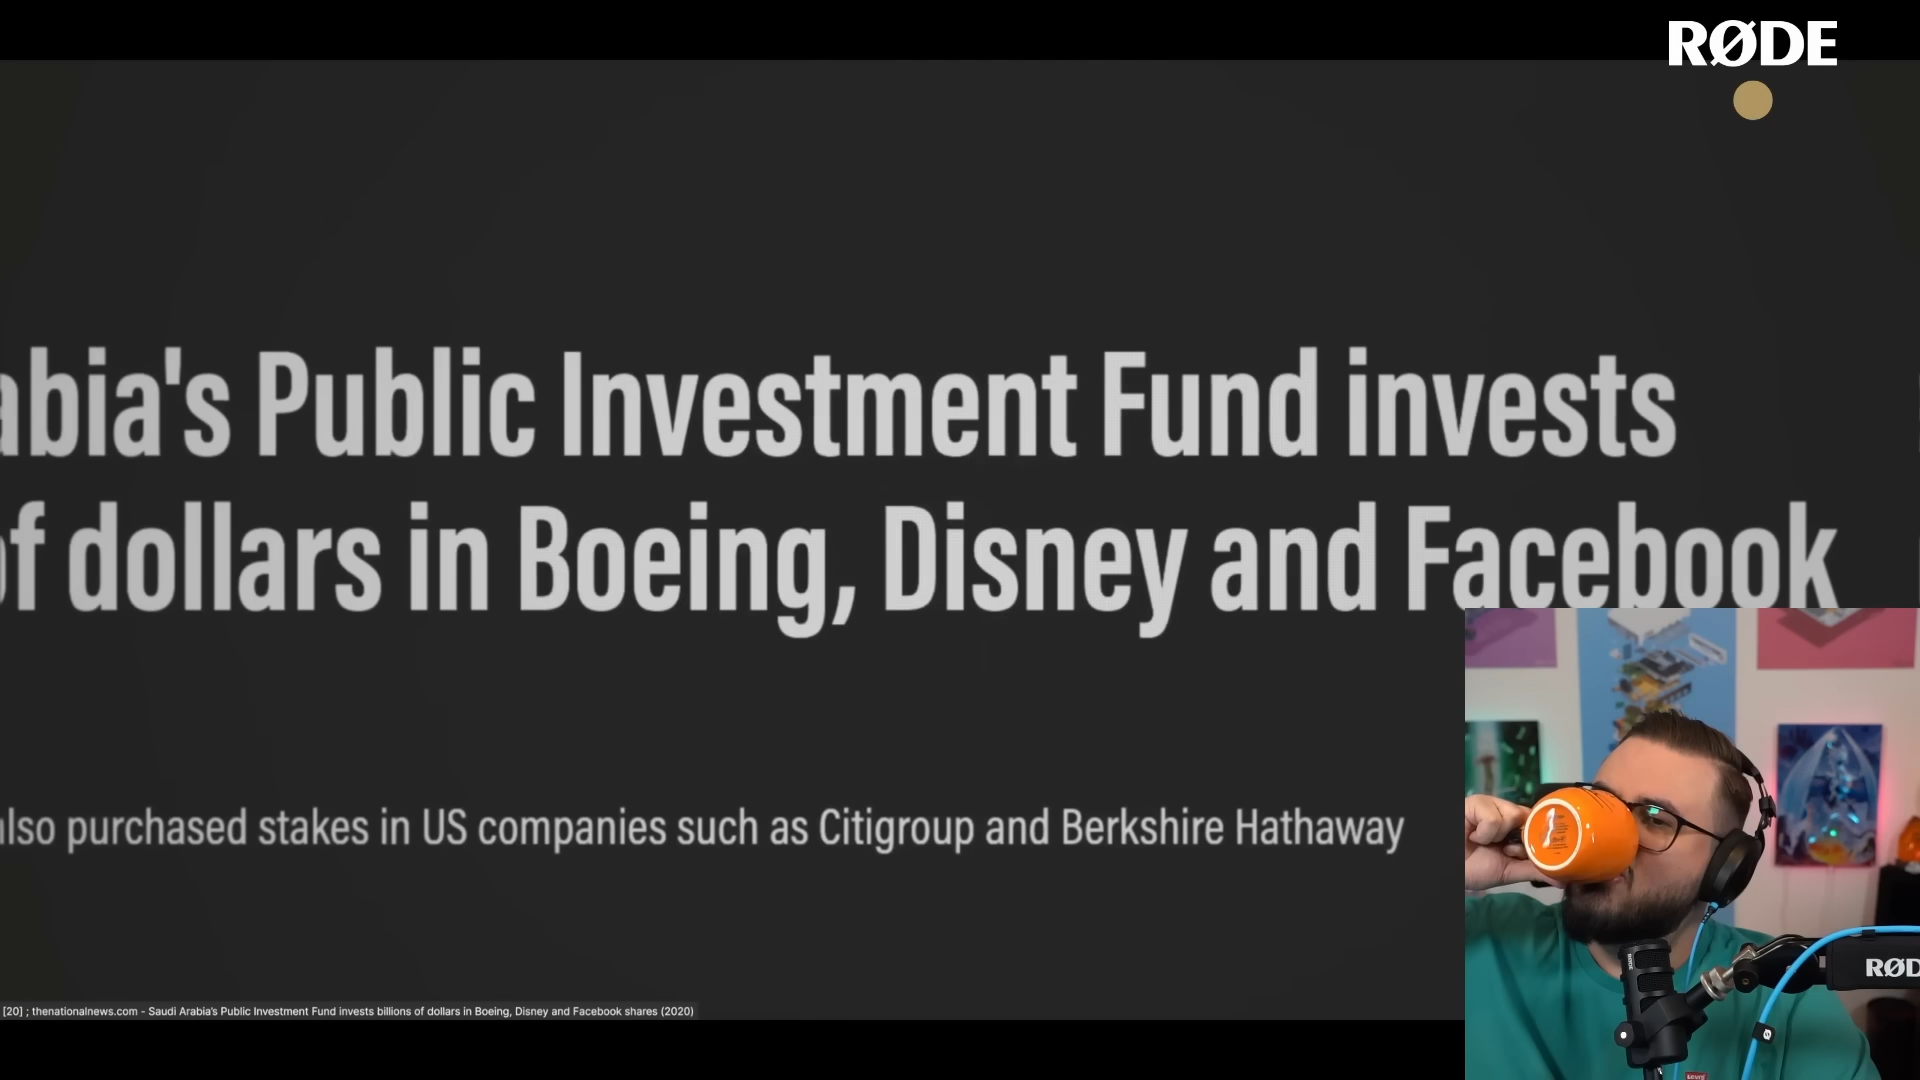 RØDE
abia's Public Investment Fund invests
of dollars in Boeing, Disney and Facebook
also purchased stakes in US companies such as Citigroup and Berkshire Hathaway
[20] ; thenationalnews.com - Saudi Arabia's Public Investment Fund invests billions of dollars in Boeing, Disney and Facebook shares (2020)
RØD